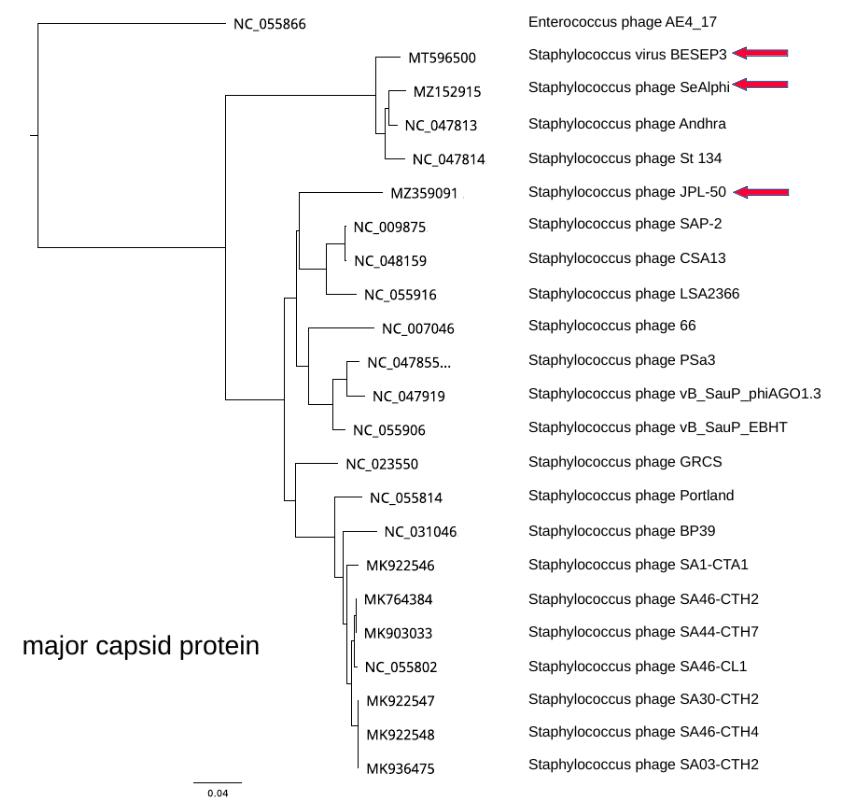 NC_055866 Enterococcus phage AE4_17
MT596500 Staphylococcus virus BESEP3
MZ152915 Staphylococcus phage SeAlphi
NC_047813 Staphylococcus phage Andhra
NC_047814 Staphylococcus phage St 134
MZ359091 Staphylococcus phage JPL-50
NC_009875 Staphylococcus phage SAP-2
NC_048159 Staphylococcus phage CSA13
NC_055916 Staphylococcus phage LSA2366
NC_007046 Staphylococcus phage 66
NC_047855... Staphylococcus phage PSa3
NC_047919 Staphylococcus phage vB_SauP_phiAGO1.3
NC_055906 Staphylococcus phage vB_SauP_EBHT
NC_023550 Staphylococcus phage GRCS
NC_055814 Staphylococcus phage Portland
NC_031046 Staphylococcus phage BP39
MK922546 Staphylococcus phage SA1-CTA1
MK764384 Staphylococcus phage SA46-CTH2
MK903033 Staphylococcus phage SA44-CTH7
major capsid protein
NC_055802 Staphylococcus phage SA46-CL1
MK922547 Staphylococcus phage SA30-CTH2
MK922548 Staphylococcus phage SA46-CTH4
MK936475 Staphylococcus phage SA03-CTH2
0.04